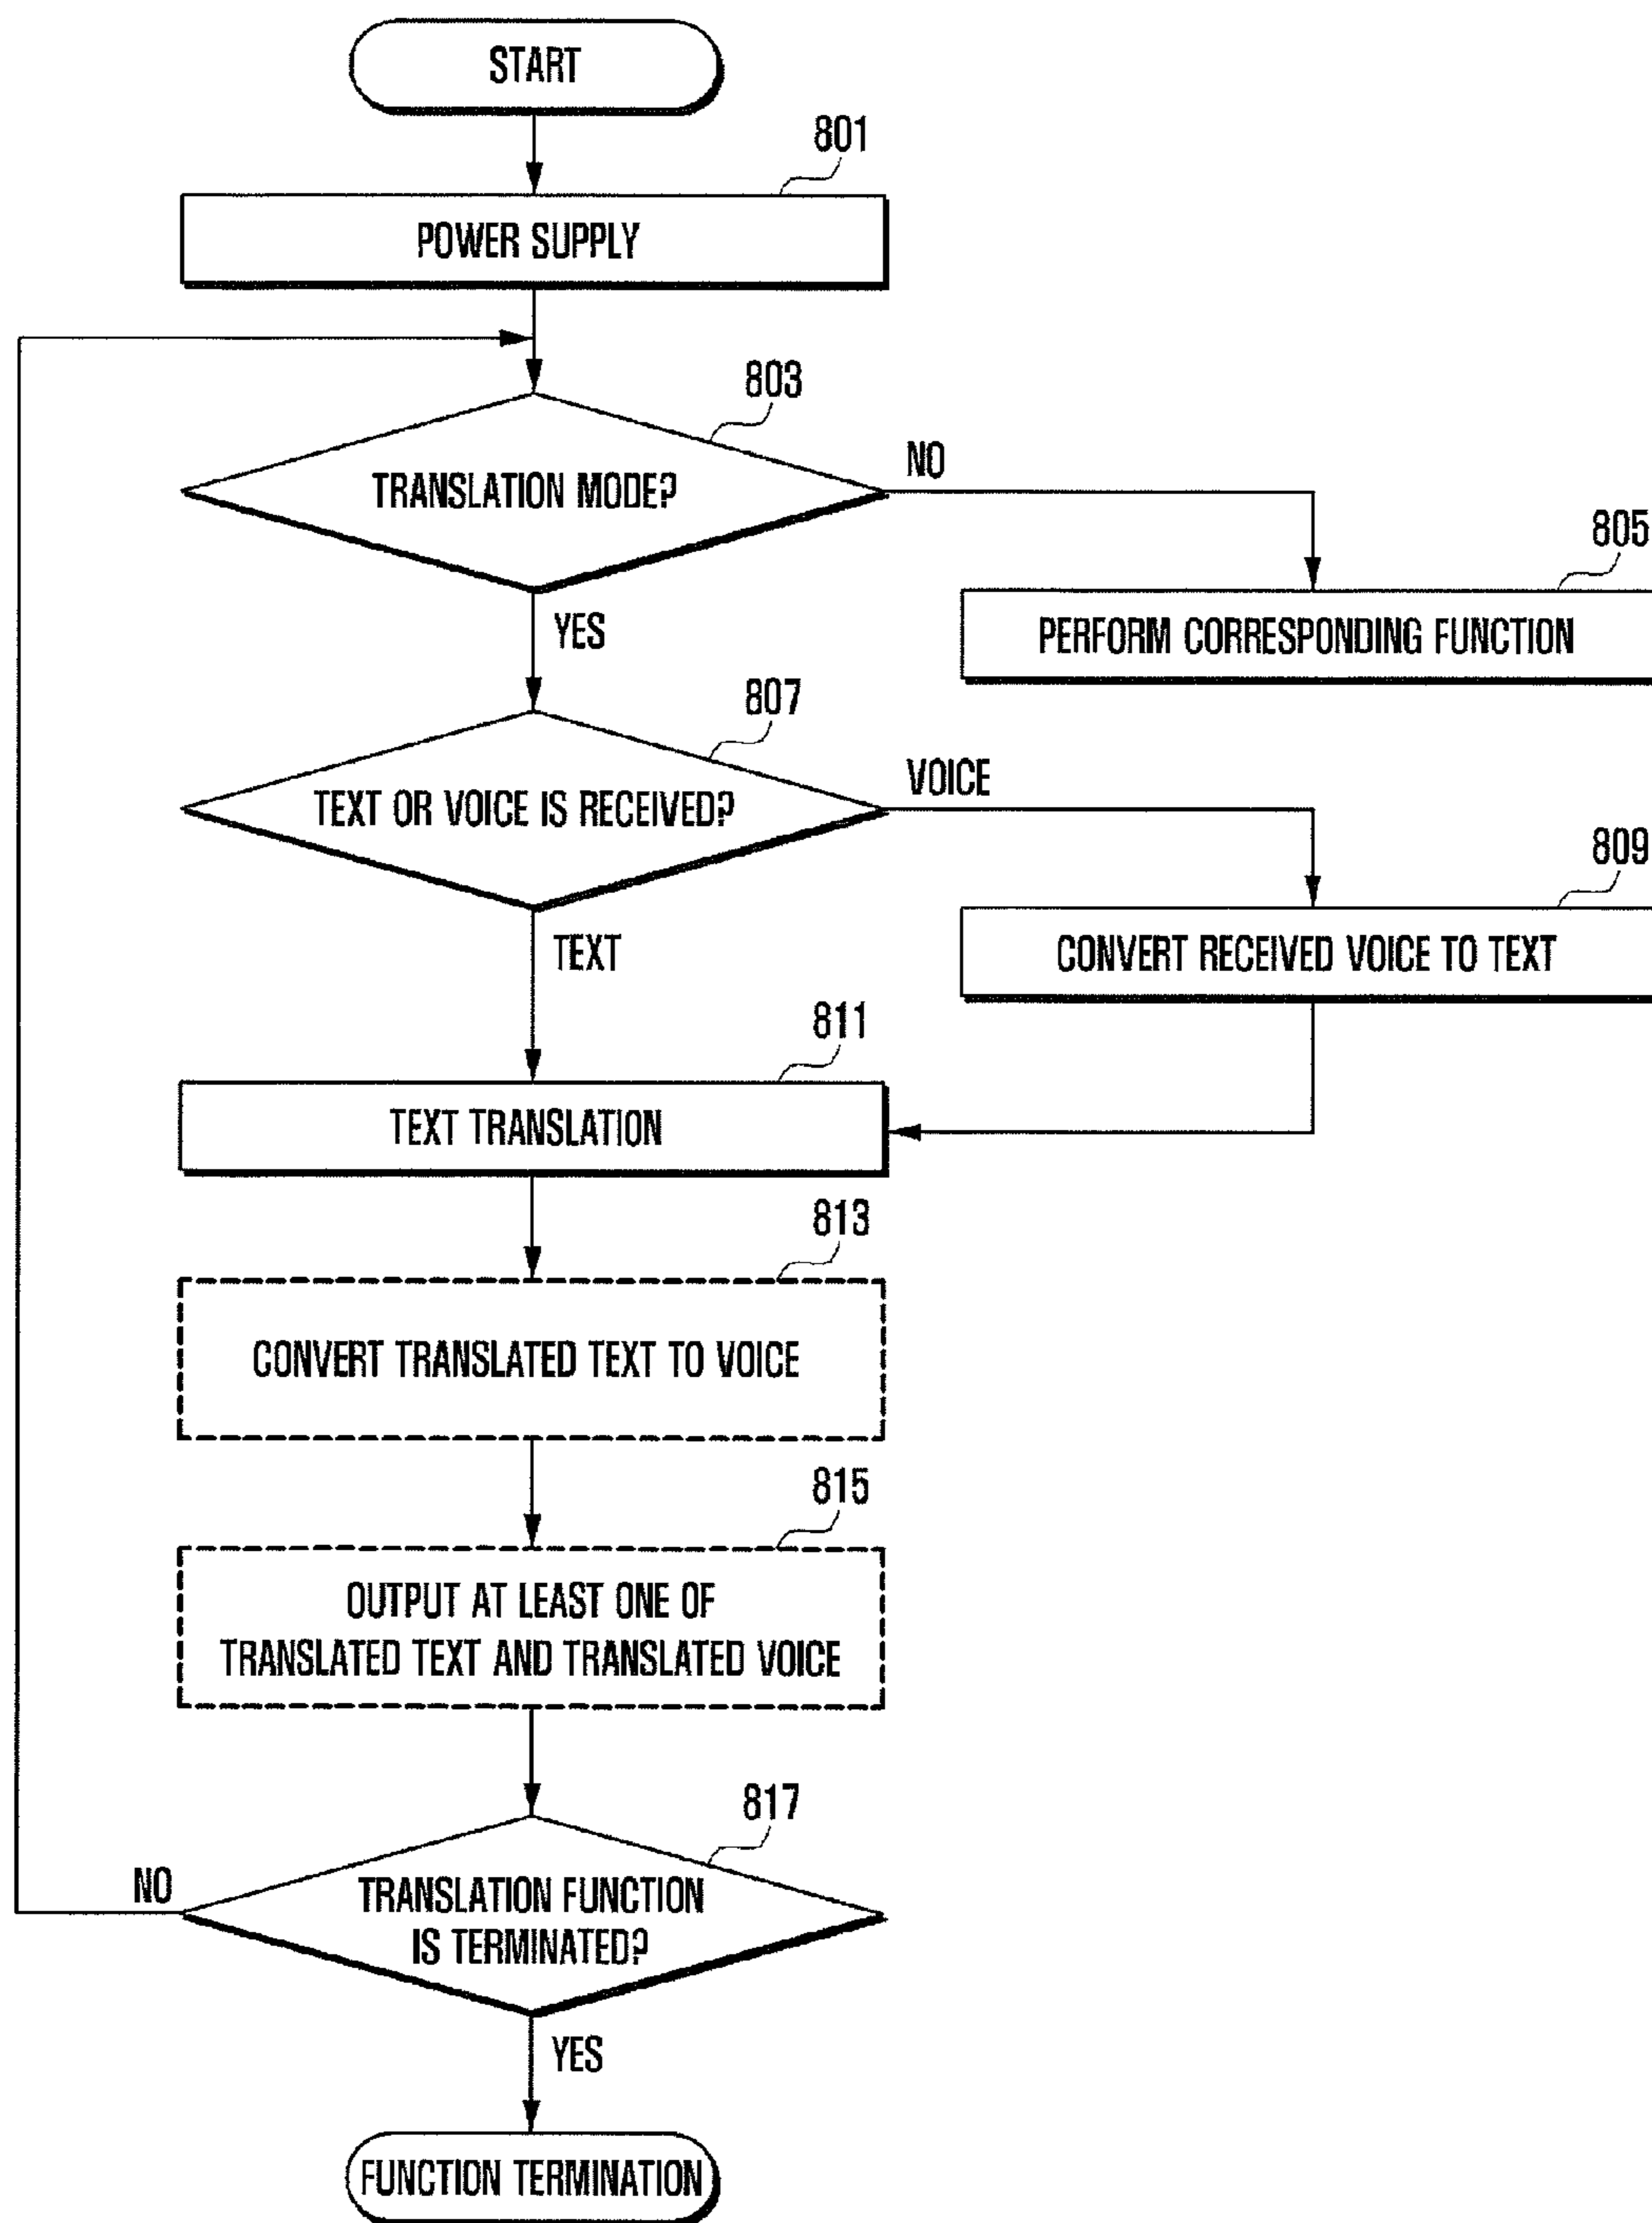 START
801
POWER SUPPLY
803
TRANSLATION MODE?
NO
805
PERFORM CORRESPONDING FUNCTION
YES
807
TEXT OR VOICE IS RECEIVED?
VOICE
809
CONVERT RECEIVED VOICE TO TEXT
TEXT
811
TEXT TRANSLATION
813
CONVERT TRANSLATED TEXT TO VOICE
815
OUTPUT AT LEAST ONE OF
TRANSLATED TEXT AND TRANSLATED VOICE
817
NO
TRANSLATION FUNCTION
IS TERMINATED?
YES
FUNCTION TERMINATION